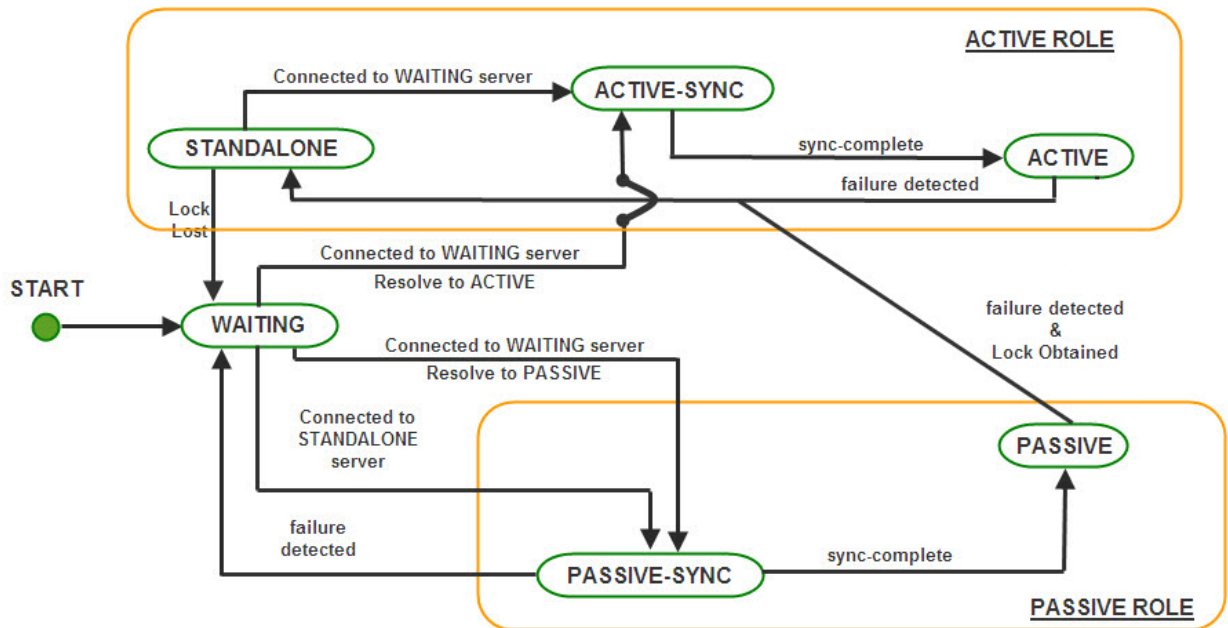 ACTIVE ROLE
Connected to WAITING server
ACTIVE-SYNC
STANDALONE
sync-complete
ACTIVE
failure detected
Lock
Lost
Connected to WAITING server
Resolve to ACTIVE
START
WAITING
failure detected
&
Lock Obtained
Connected to WAITING server
Resolve to PASSIVE
Connected to
STANDALONE
server
PASSIVE
failure
detected
sync-complete
PASSIVE-SYNC
PASSIVE ROLE